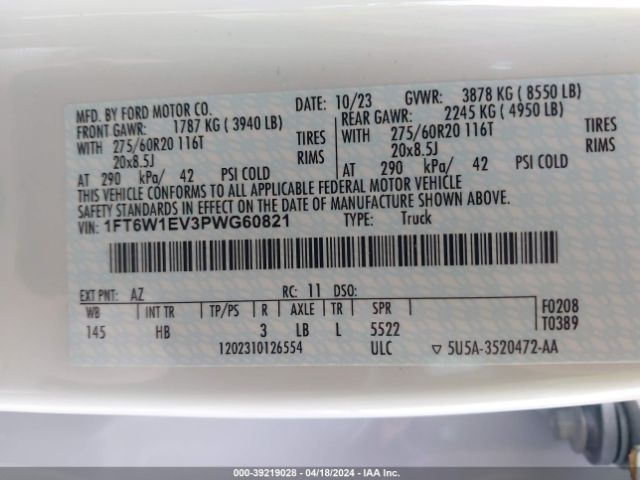 MFD. BY FORD MOTOR CO. DATE: 10/23 GVWR: 3878 KG ( 8550 LB)
FRONT GAWR: 1787 KG ( 3940 LB) REAR GAWR: 2245 KG ( 4950 LB)
WITH 275/60R20 116T TIRES WITH 275/60R20 116T TIRES
20x8.5J RIMS 20x8.5J RIMS
AT 290 kPa/ 42 PSI COLD AT 290 kPa/ 42 PSI COLD
THIS VEHICLE CONFORMS TO ALL APPLICABLE FEDERAL MOTOR VEHICLE
SAFETY STANDARDS IN EFFECT ON THE DATE OF MANUFACTURE SHOWN ABOVE.
VIN: 1FT6W1EV3PWG60821 TYPE: Truck
EXT PNT: AZ RC: 11 DSO:
WB INT TR TP/PS R AXLE TR SPR F0208
145 HB 3 LB L 5522 T0389
1202310126554 ULC ▽ 5U5A-3520472-AA
000-39219028 - 04/18/2024 - IAA Inc.